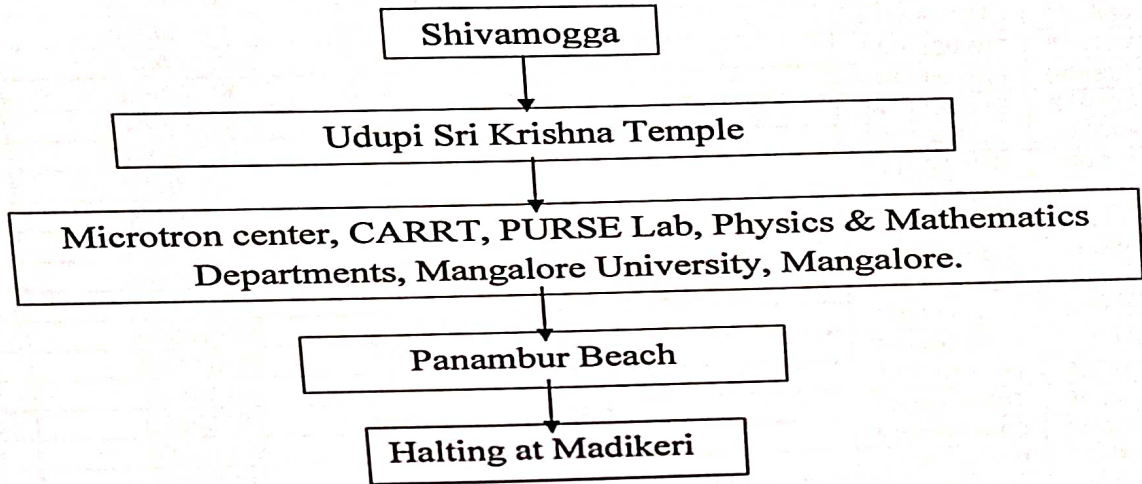 Shivamogga
Udupi Sri Krishna Temple
Microtron center, CARRT, PURSE Lab, Physics & Mathematics
Departments, Mangalore University, Mangalore.
Panambur Beach
Halting at Madikeri